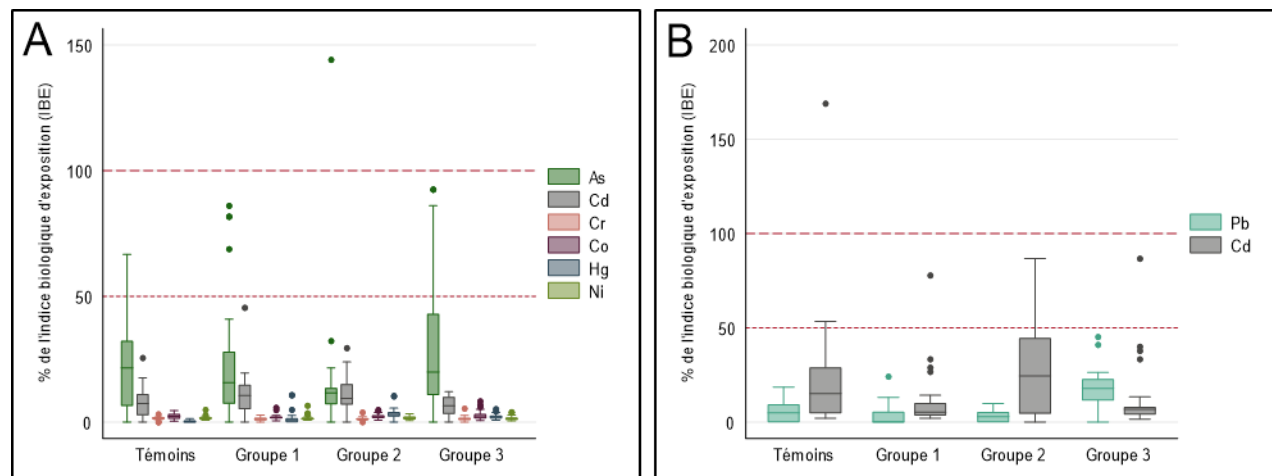 A
% de l'indice biologique d'exposition (IBE)
150
100
50
0
Témoins
Groupe 1
Groupe 2
Groupe 3
As
Cd
Cr
Co
Hg
Ni
B
% de l'indice biologique d'exposition (IBE)
200
150
100
50
0
Témoins
Groupe 1
Groupe 2
Groupe 3
Pb
Cd